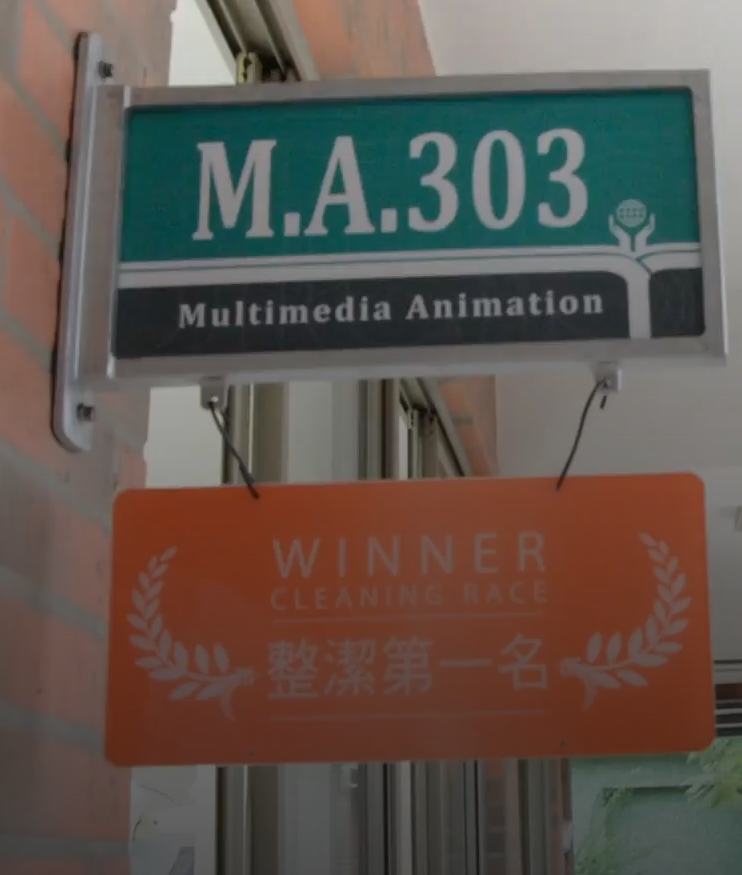 M.A.303
Multimedia Animation
WINNER
CLEANING RACE
整潔第一名